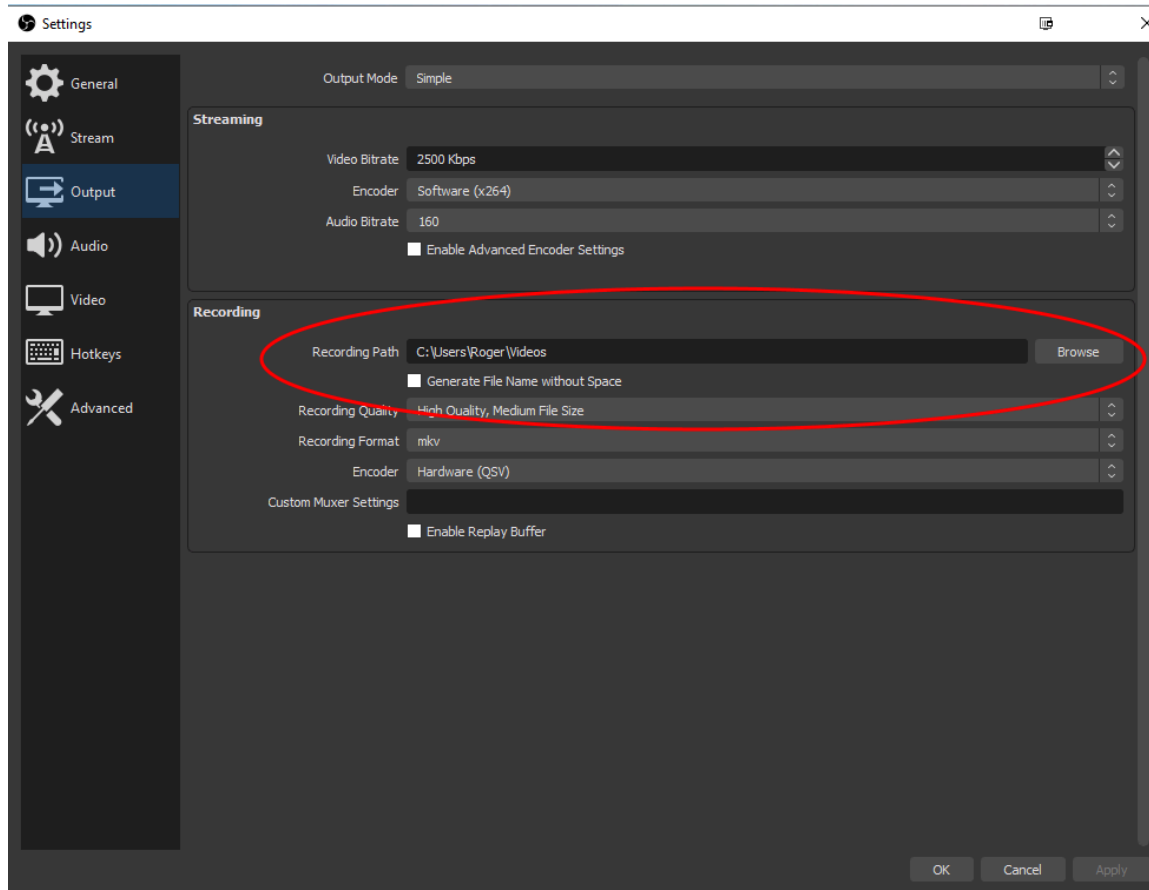 Settings
General
Stream
Output
Audio
Video
Hotkeys
Advanced
Output Mode Simple
Streaming
Video Bitrate 2500 Kbps
Encoder Software (x264)
Audio Bitrate 160
Enable Advanced Encoder Settings
Recording
Recording Path C:\Users\Roger\Videos Browse
Generate File Name without Space
Recording Quality High Quality, Medium File Size
Recording Format mkv
Encoder Hardware (QSV)
Custom Muxer Settings
Enable Replay Buffer
OK Cancel Apply